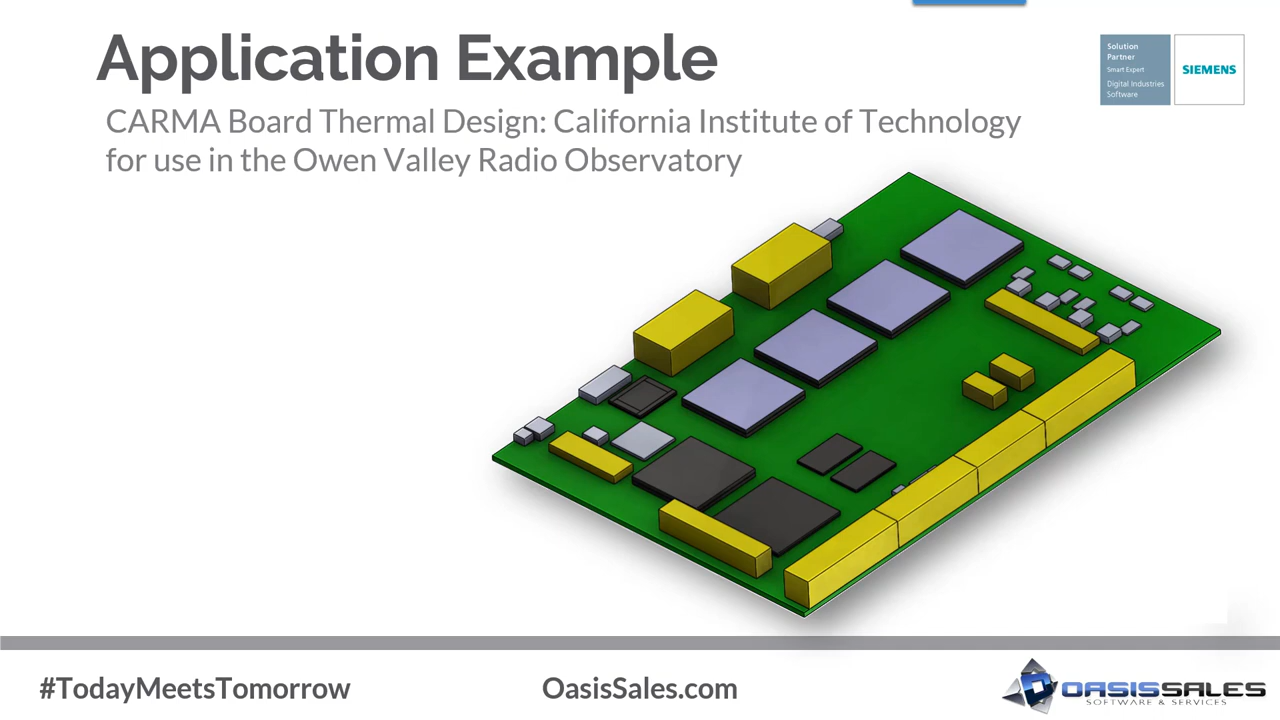 Application Example
CARMA Board Thermal Design: California Institute of Technology
for use in the Owen Valley Radio Observatory
Solution
Partner
Smart Expert
Digital Industries
Software
SIEMENS
#TodayMeetsTomorrow
OasisSales.com
OASISSALES
SOFTWARE & SERVICES